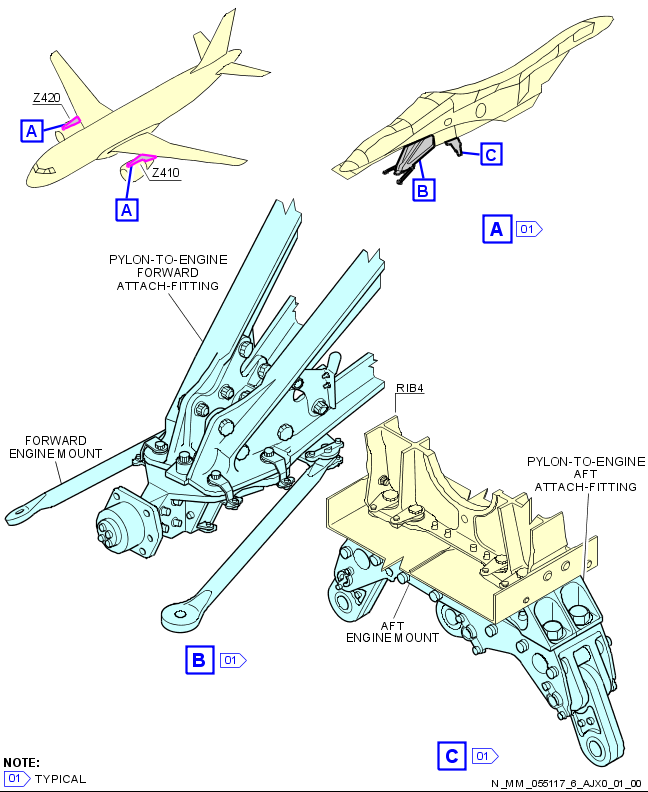 Z420
A
Z410
A
C
B
A 01
PYLON-TO-ENGINE
FORWARD
ATTACH-FITTING
RIB4
FORWARD
ENGINE MOUNT
PYLON-TO-ENGINE
AFT
ATTACH-FITTING
AFT
ENGINE MOUNT
B 01
C 01
NOTE:
01 TYPICAL
N_MM_055117_6_AJX0_01_00